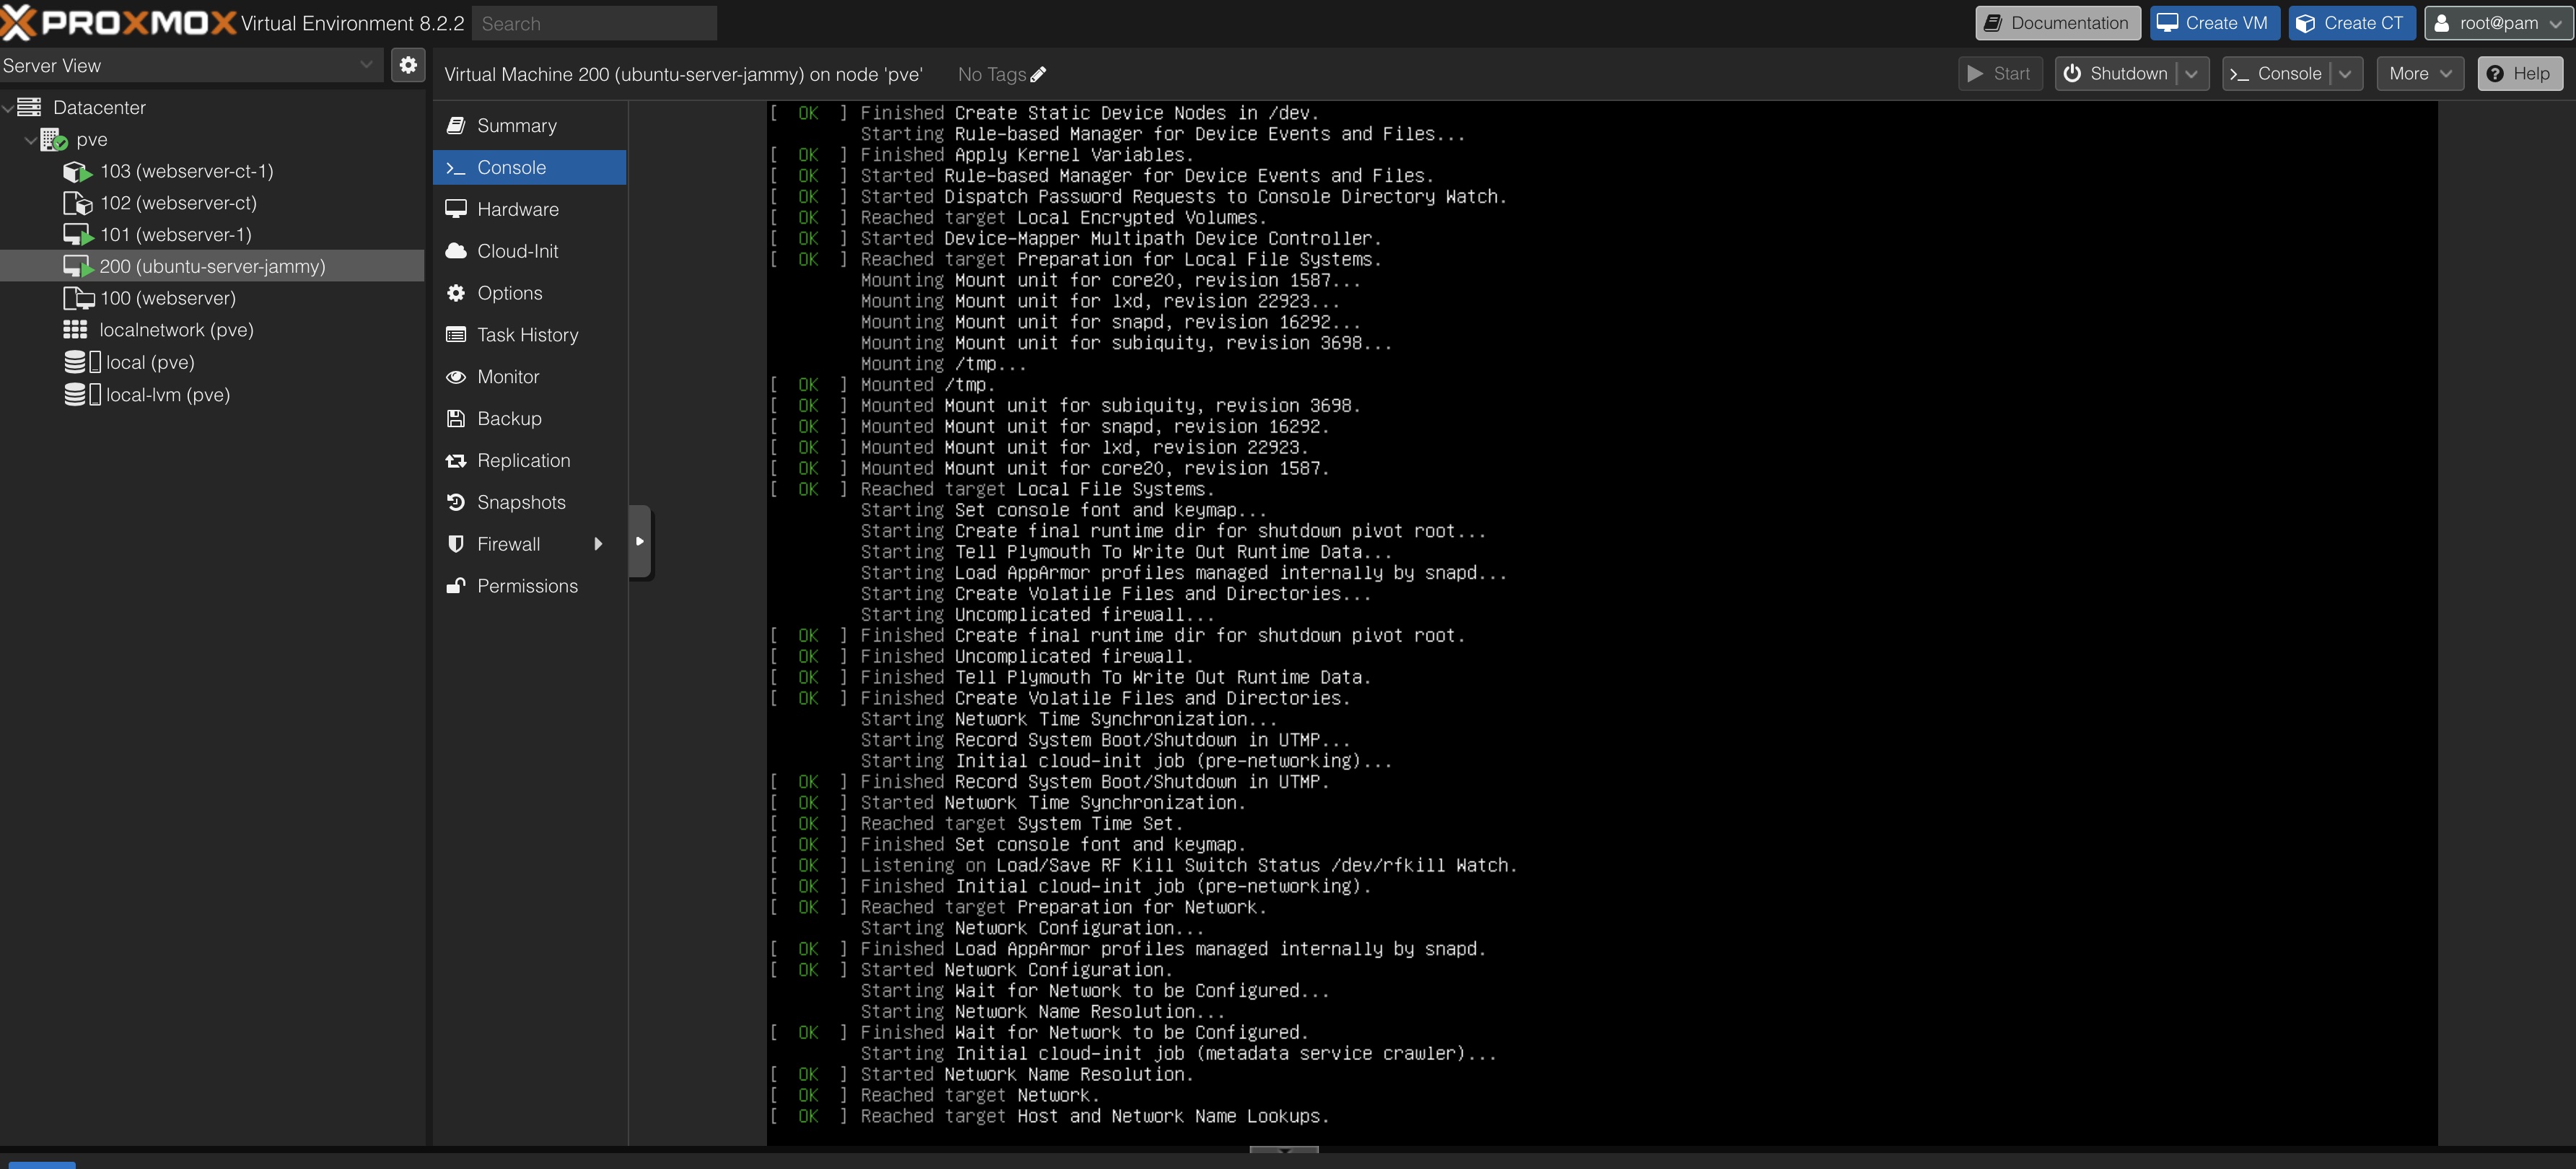 PROXMOX Virtual Environment 8.2.2 Search Documentation Create VM Create CT root@pam
Server View
Virtual Machine 200 (ubuntu-server-jammy) on node 'pve' No Tags Start Shutdown Console More Help
Datacenter
pve
103 (webserver-ct-1)
102 (webserver-ct)
101 (webserver-1)
200 (ubuntu-server-jammy)
100 (webserver)
localnetwork (pve)
local (pve)
local-lvm (pve)
Summary
Console
Hardware
Cloud-Init
Options
Task History
Monitor
Backup
Replication
Snapshots
Firewall
Permissions
[ OK ] Finished Create Static Device Nodes in /dev.
Starting Rule-based Manager for Device Events and Files...
[ OK ] Finished Apply Kernel Variables.
[ OK ] Started Rule-based Manager for Device Events and Files.
[ OK ] Started Dispatch Password Requests to Console Directory Watch.
[ OK ] Reached target Local Encrypted Volumes.
[ OK ] Started Device-Mapper Multipath Device Controller.
[ OK ] Reached target Preparation for Local File Systems.
Mounting Mount unit for core20, revision 1587...
Mounting Mount unit for lxd, revision 22923...
Mounting Mount unit for snapd, revision 16292...
Mounting Mount unit for subiquity, revision 3698...
Mounting /tmp...
[ OK ] Mounted /tmp.
[ OK ] Mounted Mount unit for subiquity, revision 3698.
[ OK ] Mounted Mount unit for snapd, revision 16292.
[ OK ] Mounted Mount unit for lxd, revision 22923.
[ OK ] Mounted Mount unit for core20, revision 1587.
[ OK ] Reached target Local File Systems.
Starting Set console font and keymap...
Starting Create final runtime dir for shutdown pivot root...
Starting Tell Plymouth To Write Out Runtime Data...
Starting Load AppArmor profiles managed internally by snapd...
Starting Create Volatile Files and Directories...
Starting Uncomplicated firewall...
[ OK ] Finished Create final runtime dir for shutdown pivot root.
[ OK ] Finished Uncomplicated firewall.
[ OK ] Finished Tell Plymouth To Write Out Runtime Data.
[ OK ] Finished Create Volatile Files and Directories.
Starting Network Time Synchronization...
Starting Record System Boot/Shutdown in UTMP...
Starting Initial cloud-init job (pre-networking)...
[ OK ] Finished Record System Boot/Shutdown in UTMP.
[ OK ] Started Network Time Synchronization.
[ OK ] Reached target System Time Set.
[ OK ] Finished Set console font and keymap.
[ OK ] Listening on Load/Save RF Kill Switch Status /dev/rfkill Watch.
[ OK ] Finished Initial cloud-init job (pre-networking).
[ OK ] Reached target Preparation for Network.
Starting Network Configuration...
[ OK ] Finished Load AppArmor profiles managed internally by snapd.
[ OK ] Started Network Configuration.
Starting Wait for Network to be Configured...
Starting Network Name Resolution...
[ OK ] Finished Wait for Network to be Configured.
Starting Initial cloud-init job (metadata service crawler)...
[ OK ] Started Network Name Resolution.
[ OK ] Reached target Network.
[ OK ] Reached target Host and Network Name Lookups.